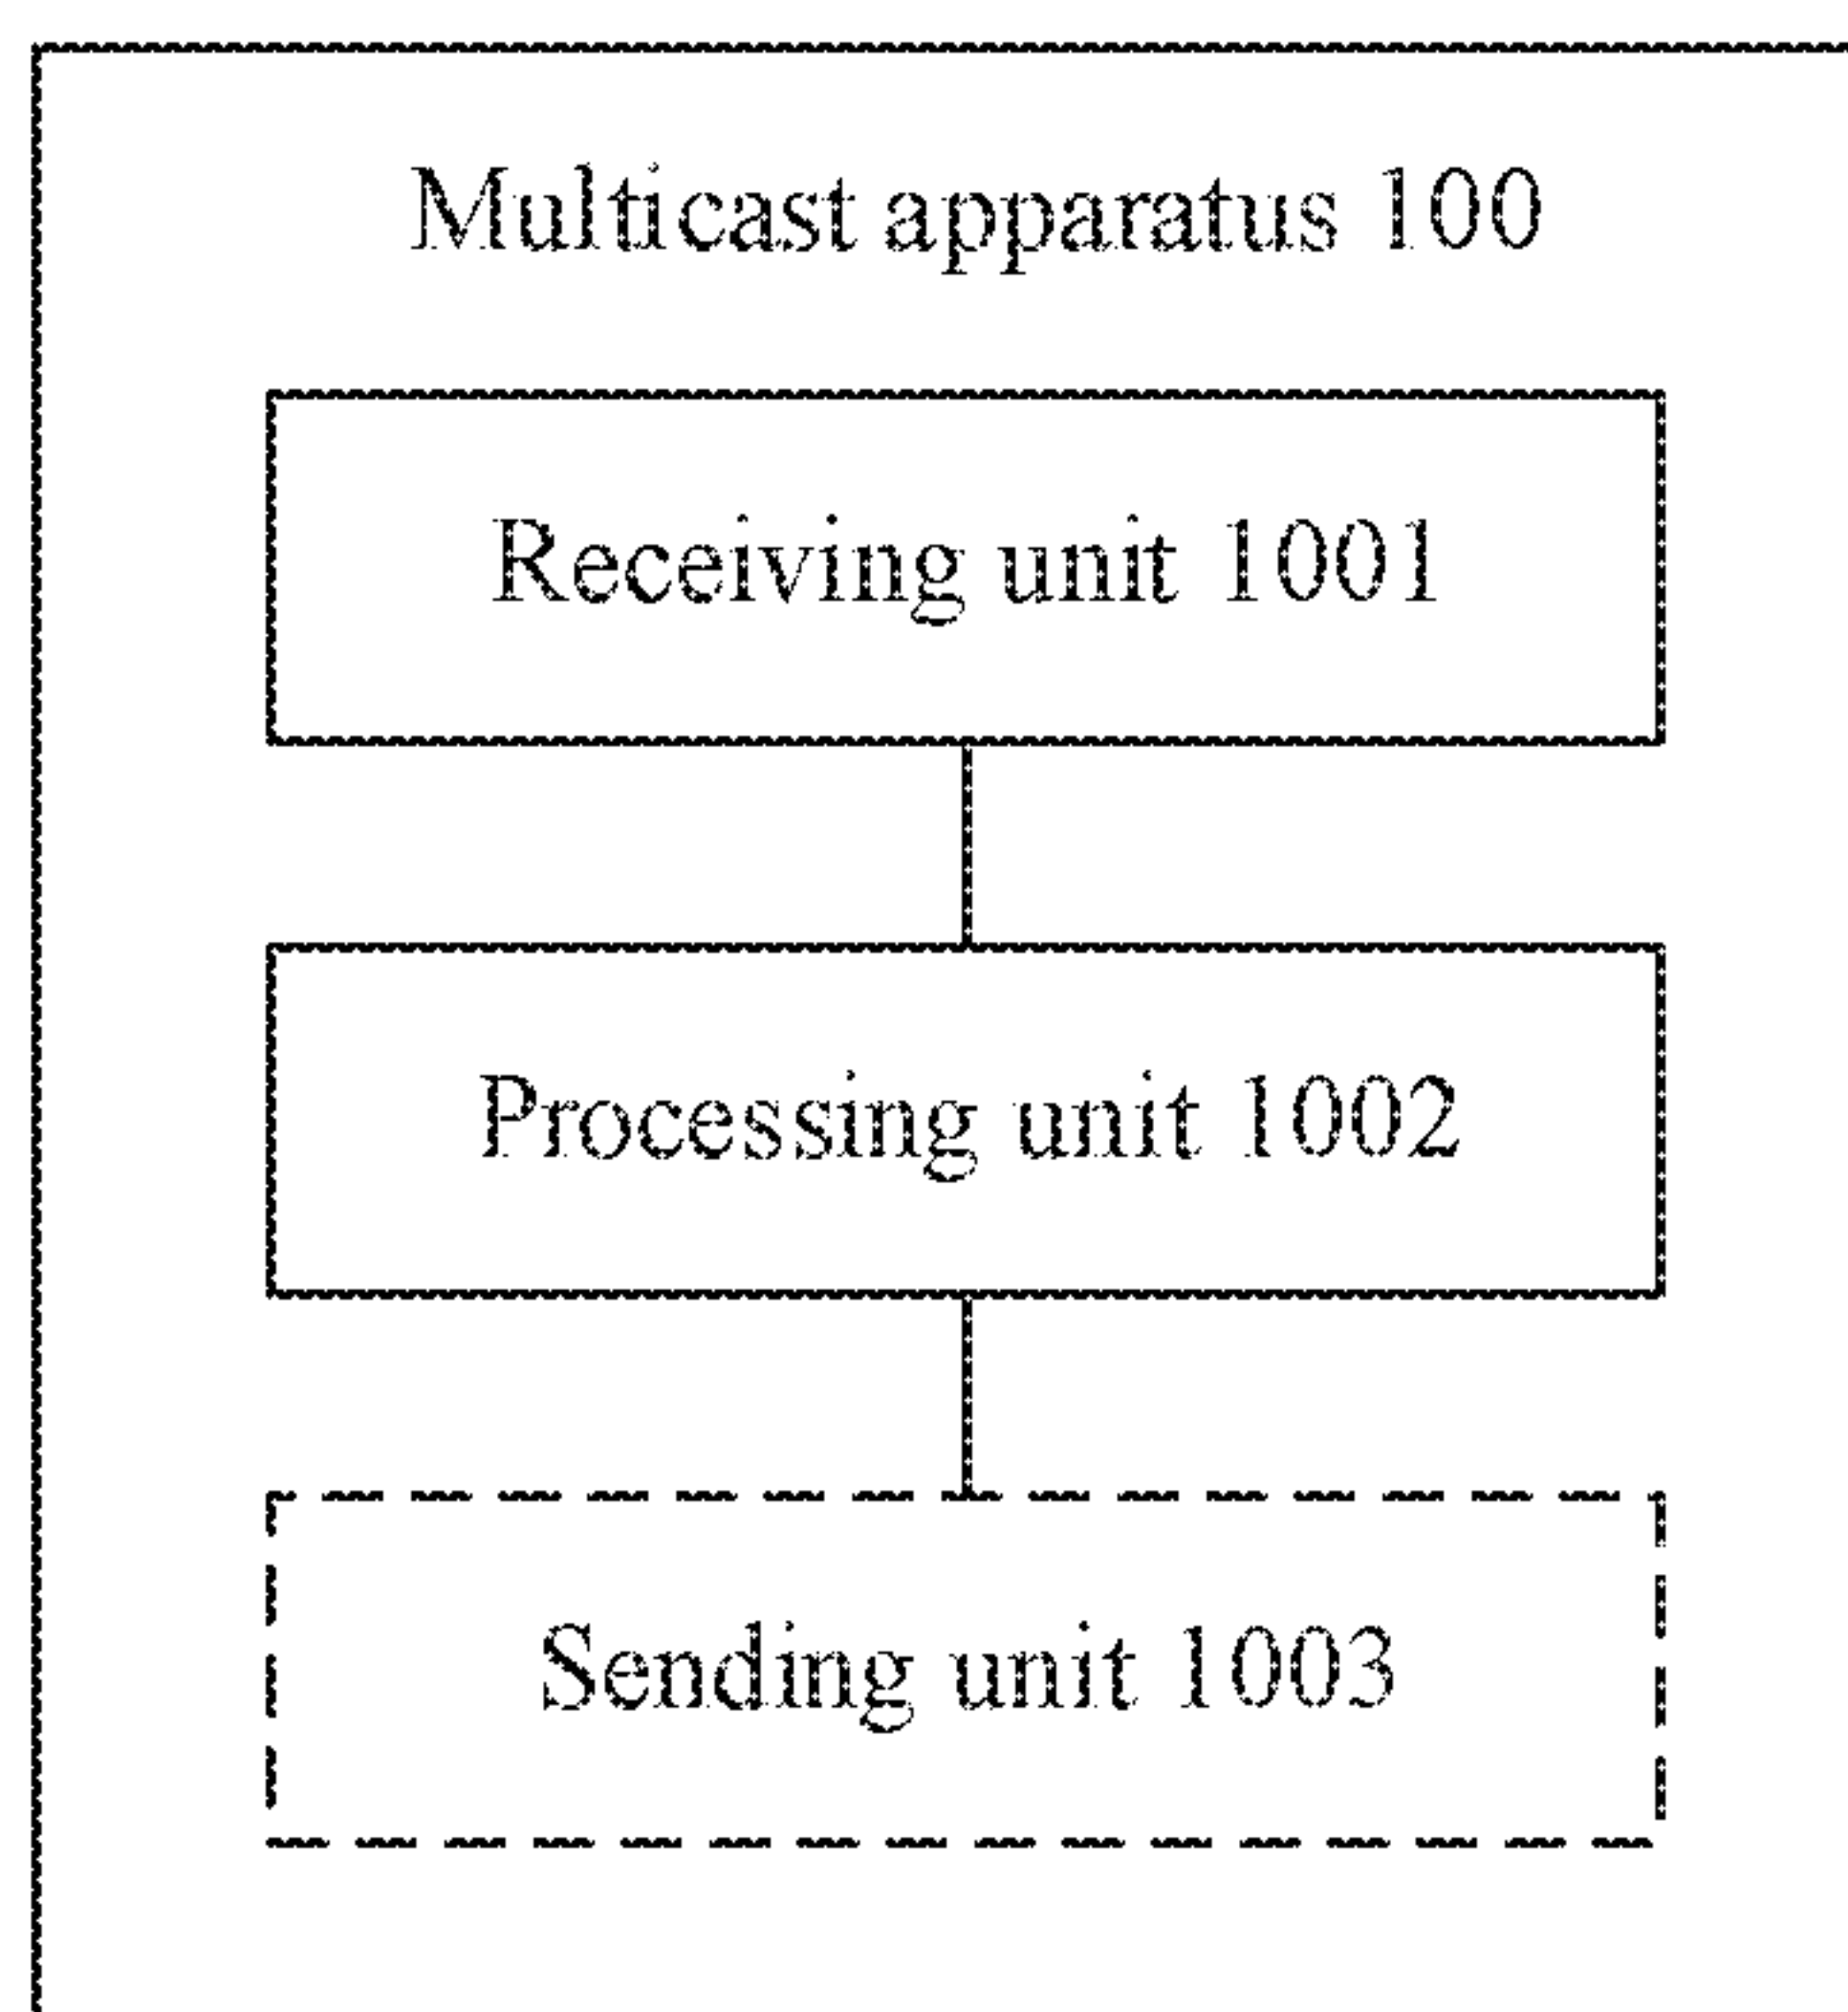 Multicast apparatus 100
Receiving unit 1001
Processing unit 1002
Sending unit 1003